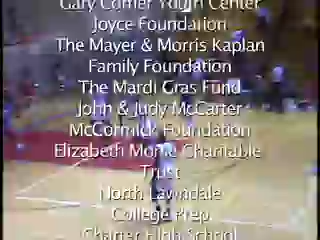 Gary Comer Youth Center
Joyce Foundation
The Mayer & Morris Kaplan
Family Foundation
The Mardi Gras Fund
John & Judy McCarter
McCormick Foundation
Elizabeth Morse Charitable
Trust
North Lawndale
College Prep
Charter High School